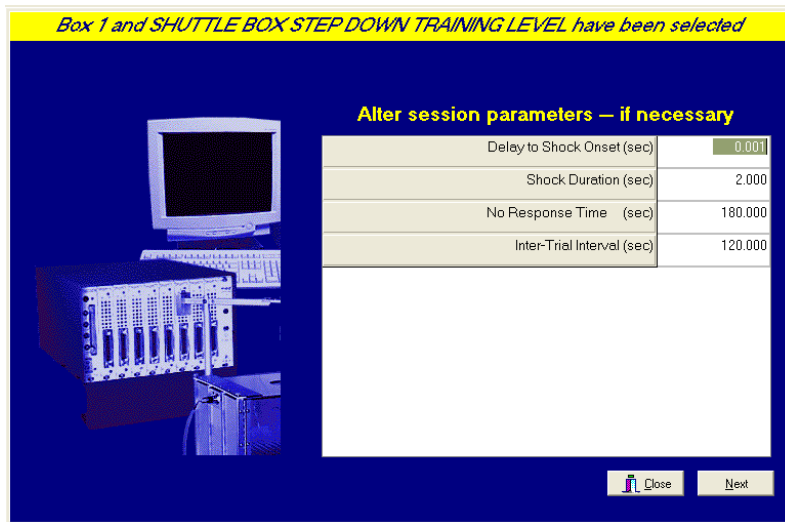 Box 1 and SHUTTLE BOX STEP DOWN TRAINING LEVEL have been selected
Alter session parameters – if necessary
Delay to Shock Onset (sec) 0.001
Shock Duration (sec) 2.000
No Response Time (sec) 180.000
Inter-Trial Interval (sec) 120.000
Close Next